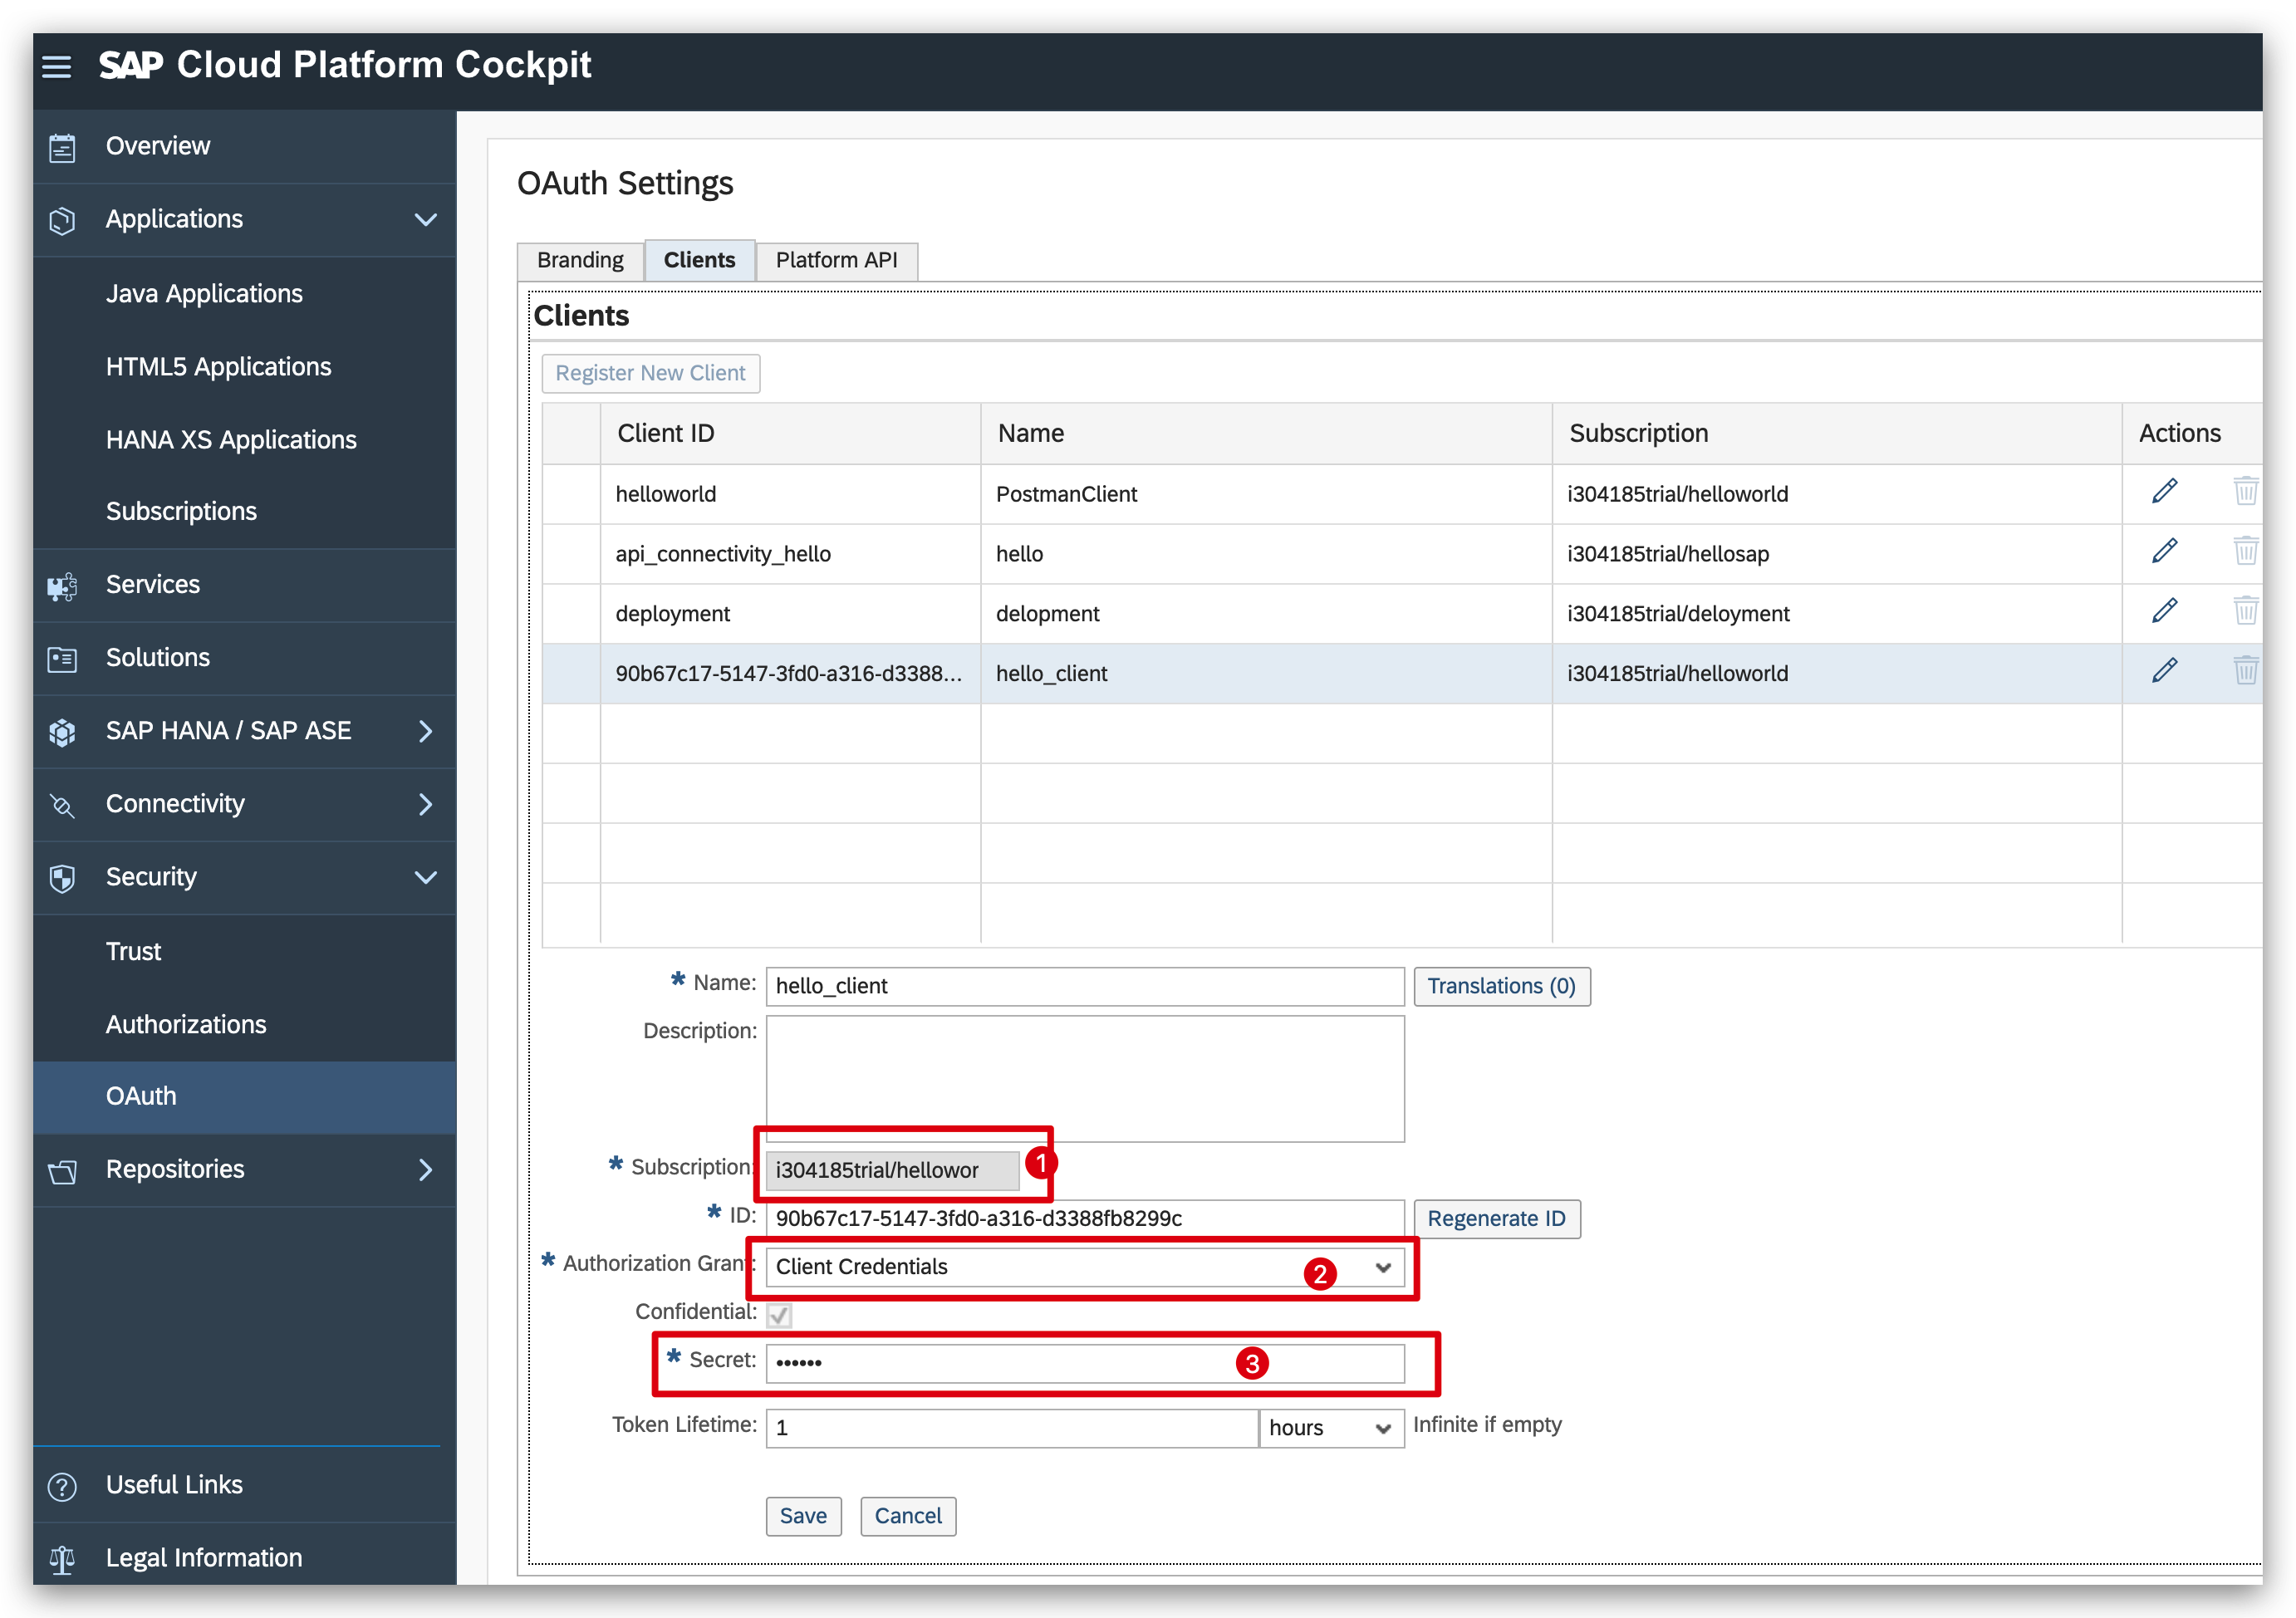 SAP Cloud Platform Cockpit
Overview
Applications
Java Applications
HTML5 Applications
HANA XS Applications
Subscriptions
Services
Solutions
SAP HANA / SAP ASE
Connectivity
Security
Trust
Authorizations
OAuth
Repositories
Useful Links
Legal Information
OAuth Settings
Branding Clients Platform API
Clients
Register New Client
Client ID Name Subscription Actions
helloworld PostmanClient i304185trial/helloworld
api_connectivity_hello hello i304185trial/hellosap
deployment delopment i304185trial/deloyment
90b67c17-5147-3fd0-a316-d3388... hello_client i304185trial/helloworld
* Name: hello_client Translations (0)
Description:
* Subscription: i304185trial/hellowor 1
* ID: 90b67c17-5147-3fd0-a316-d3388fb8299c Regenerate ID
* Authorization Grant: Client Credentials 2
Confidential:
* Secret: •••••• 3
Token Lifetime: 1 hours Infinite if empty
Save Cancel